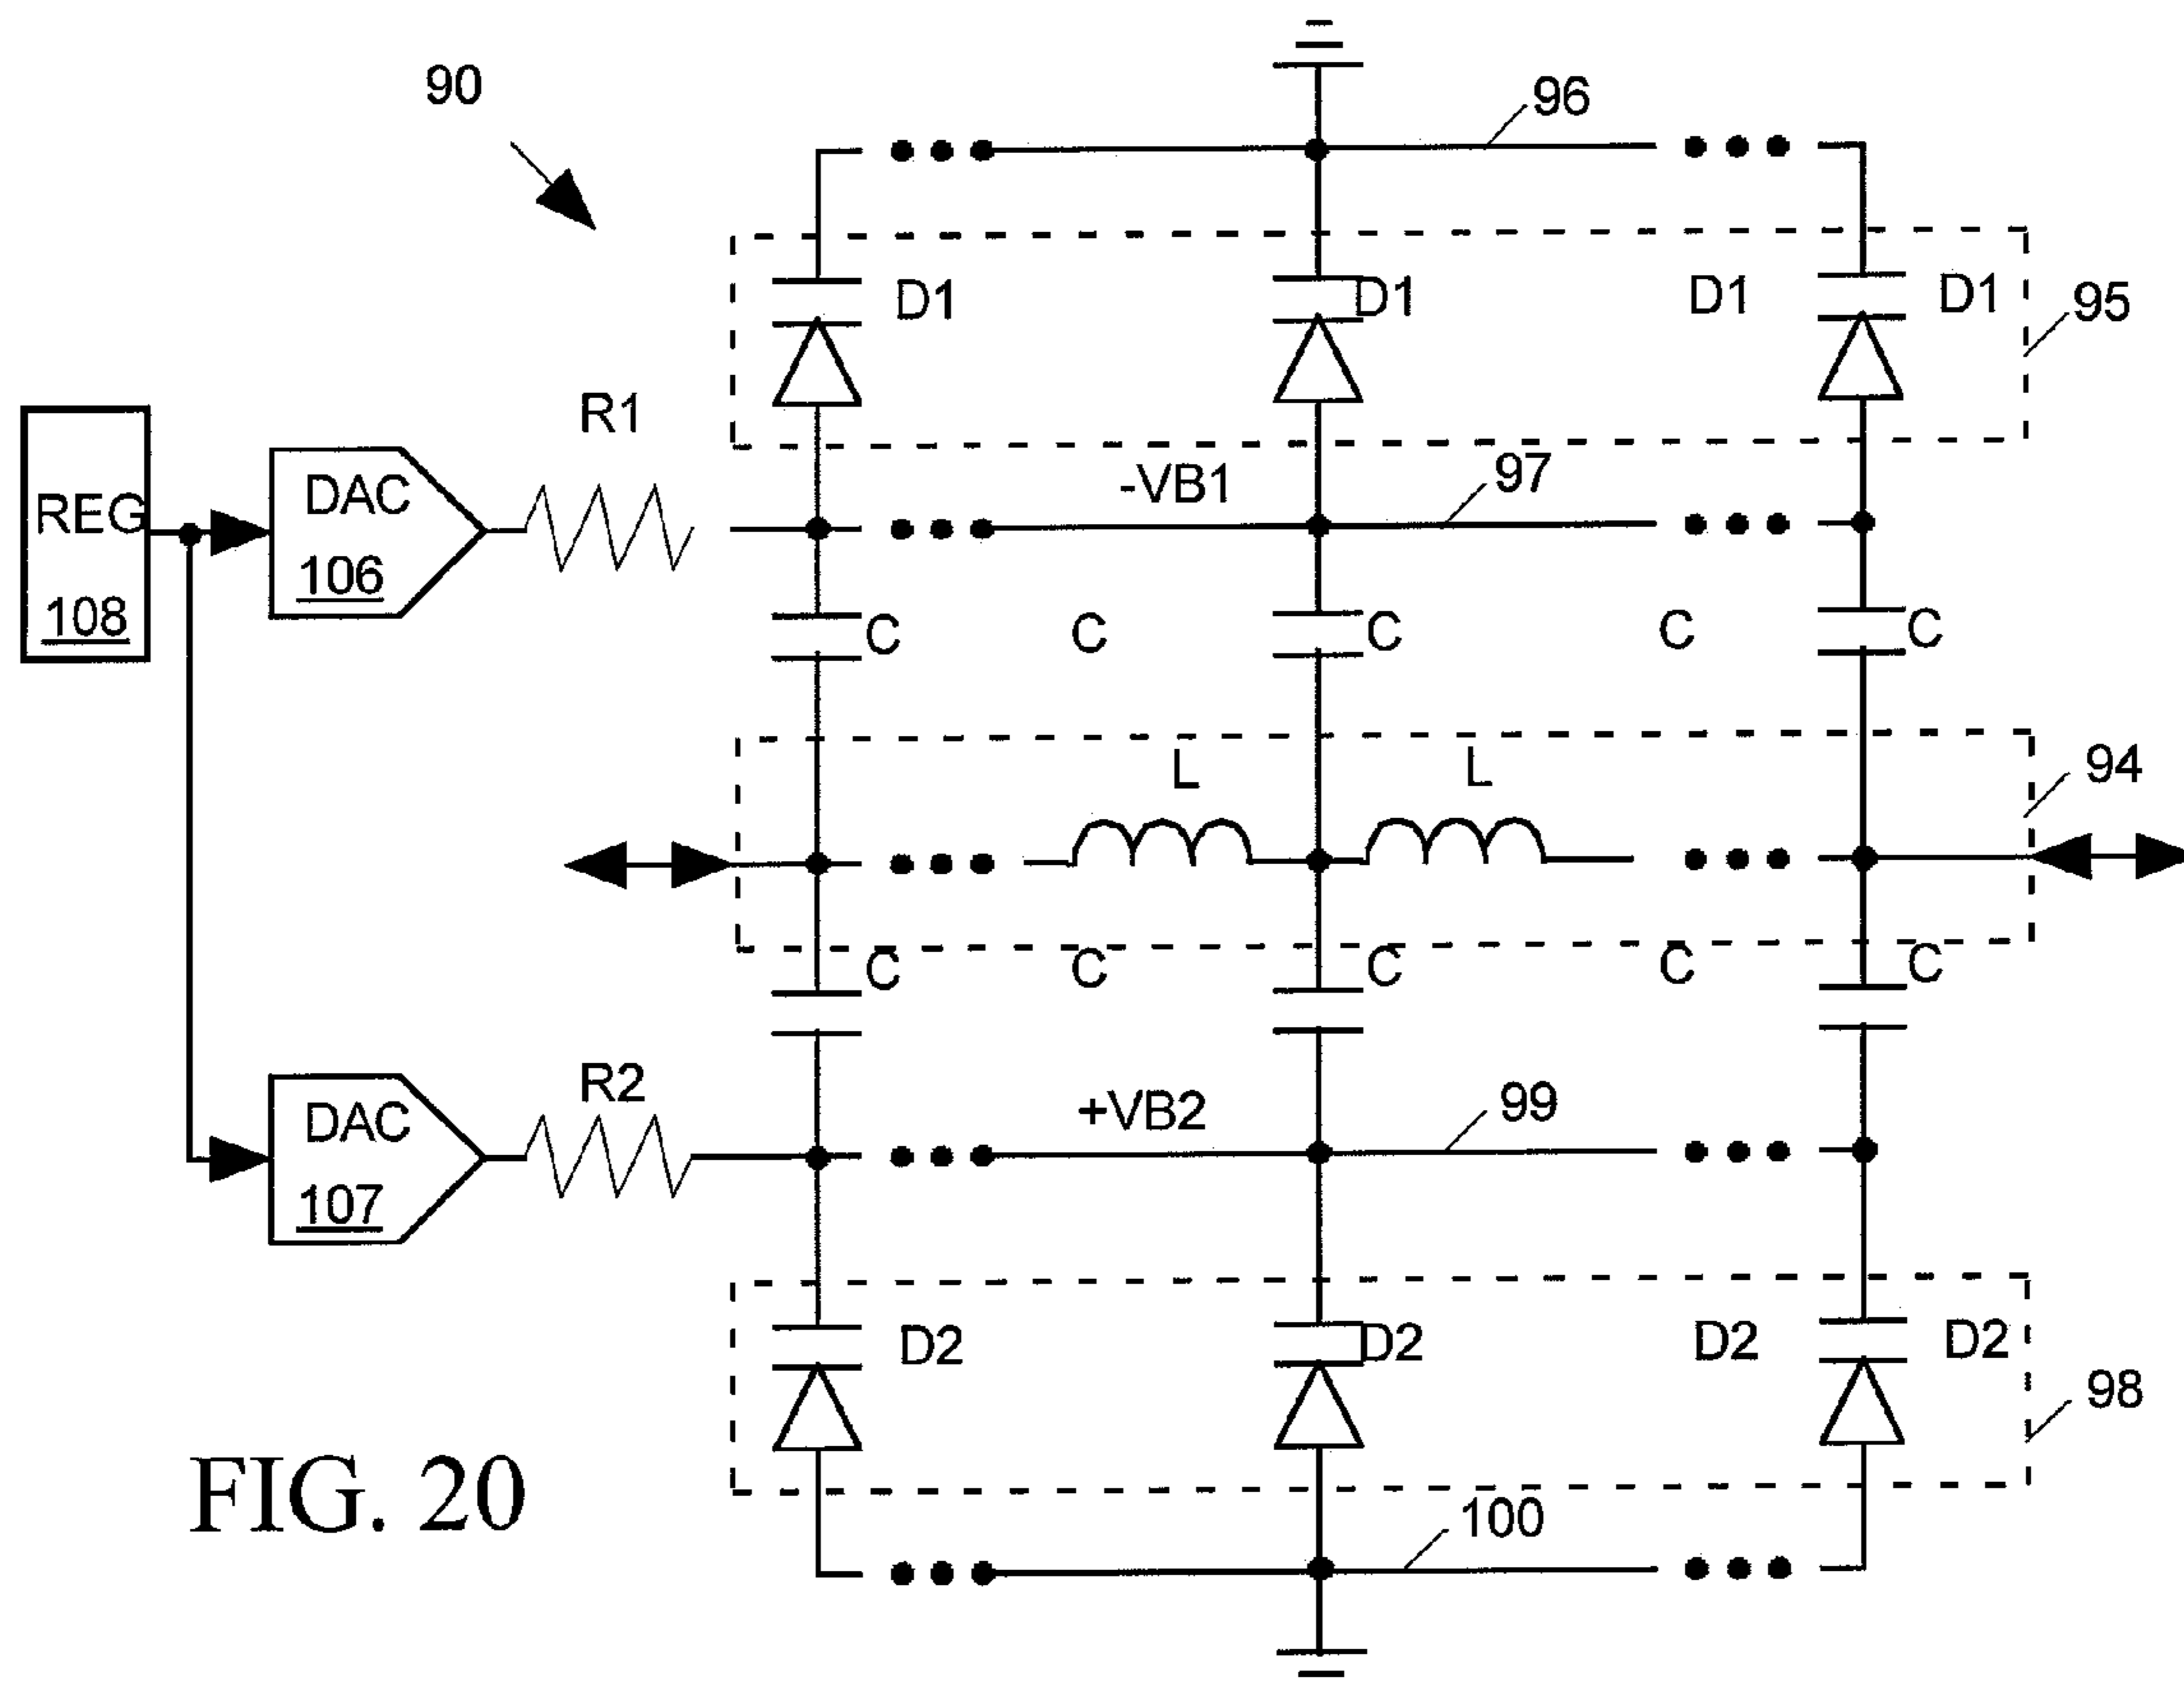 90
96
D1 D1 D1 D1
95
R1
REG
108
DAC
106
-VB1
97
C C C C C
L L
94
C C C C C
DAC
107
R2
+VB2
99
D2 D2 D2 D2
98
100
FIG. 20